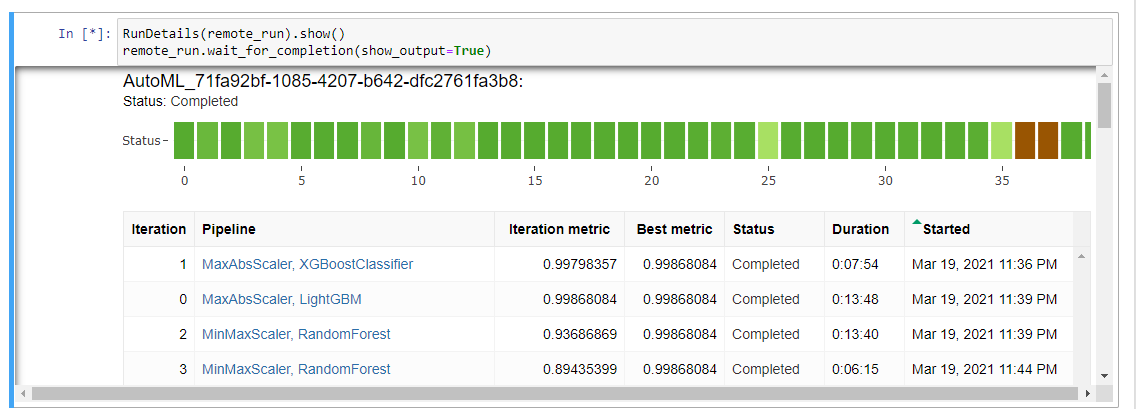 In [*]: RunDetails(remote_run).show()
remote_run.wait_for_completion(show_output=True)
AutoML_71fa92bf-1085-4207-b642-dfc2761fa3b8:
Status: Completed
Status
0 5 10 15 20 25 30 35
Iteration Pipeline Iteration metric Best metric Status Duration Started
1 MaxAbsScaler, XGBoostClassifier 0.99798357 0.99868084 Completed 0:07:54 Mar 19, 2021 11:36 PM
0 MaxAbsScaler, LightGBM 0.99868084 0.99868084 Completed 0:13:48 Mar 19, 2021 11:39 PM
2 MinMaxScaler, RandomForest 0.93686869 0.99868084 Completed 0:13:40 Mar 19, 2021 11:39 PM
3 MinMaxScaler, RandomForest 0.89435399 0.99868084 Completed 0:06:15 Mar 19, 2021 11:44 PM